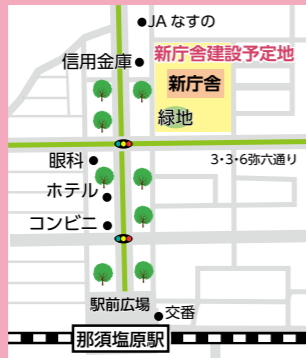 JAなすの
新庁舎建設予定地
信用金庫
新庁舎
緑地
3・3・6弥六通り
眼科
ホテル
コンビニ
駅前広場
交番
那須塩原駅